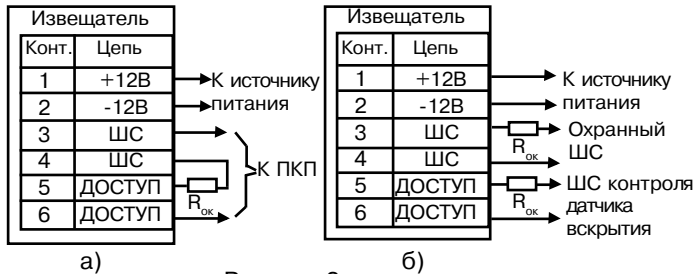 Извещатель
Конт. Цепь
1 +12В К источнику
2 -12В питания
3 ШС
4 ШС К ПКП
5 ДОСТУП
Rок
6 ДОСТУП
а)
Извещатель
Конт. Цепь
1 +12В К источнику
2 -12В питания
3 ШС Охранный
Rок ШС
4 ШС
5 ДОСТУП ШС контроля
Rок датчика
6 ДОСТУП вскрытия
б)